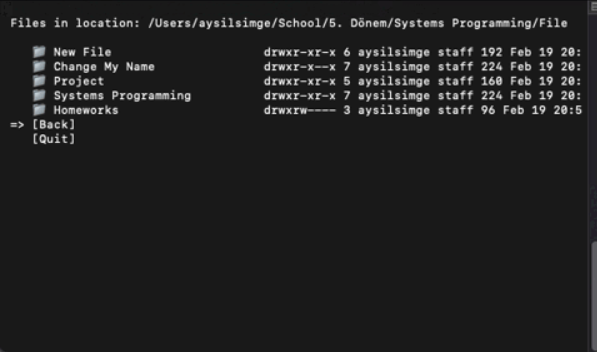 Files in location: /Users/aysilsimge/School/5. Dönem/Systems Programming/File
New File drwxr-xr-x 6 aysilsimge staff 192 Feb 19 20:
Change My Name drwxr-x--x 7 aysilsimge staff 224 Feb 19 20:
Project drwxr-xr-x 5 aysilsimge staff 160 Feb 19 20:
Systems Programming drwxr-xr-x 7 aysilsimge staff 224 Feb 19 20:
Homeworks drwxrw---- 3 aysilsimge staff 96 Feb 19 20:5
=> [Back]
[Quit]